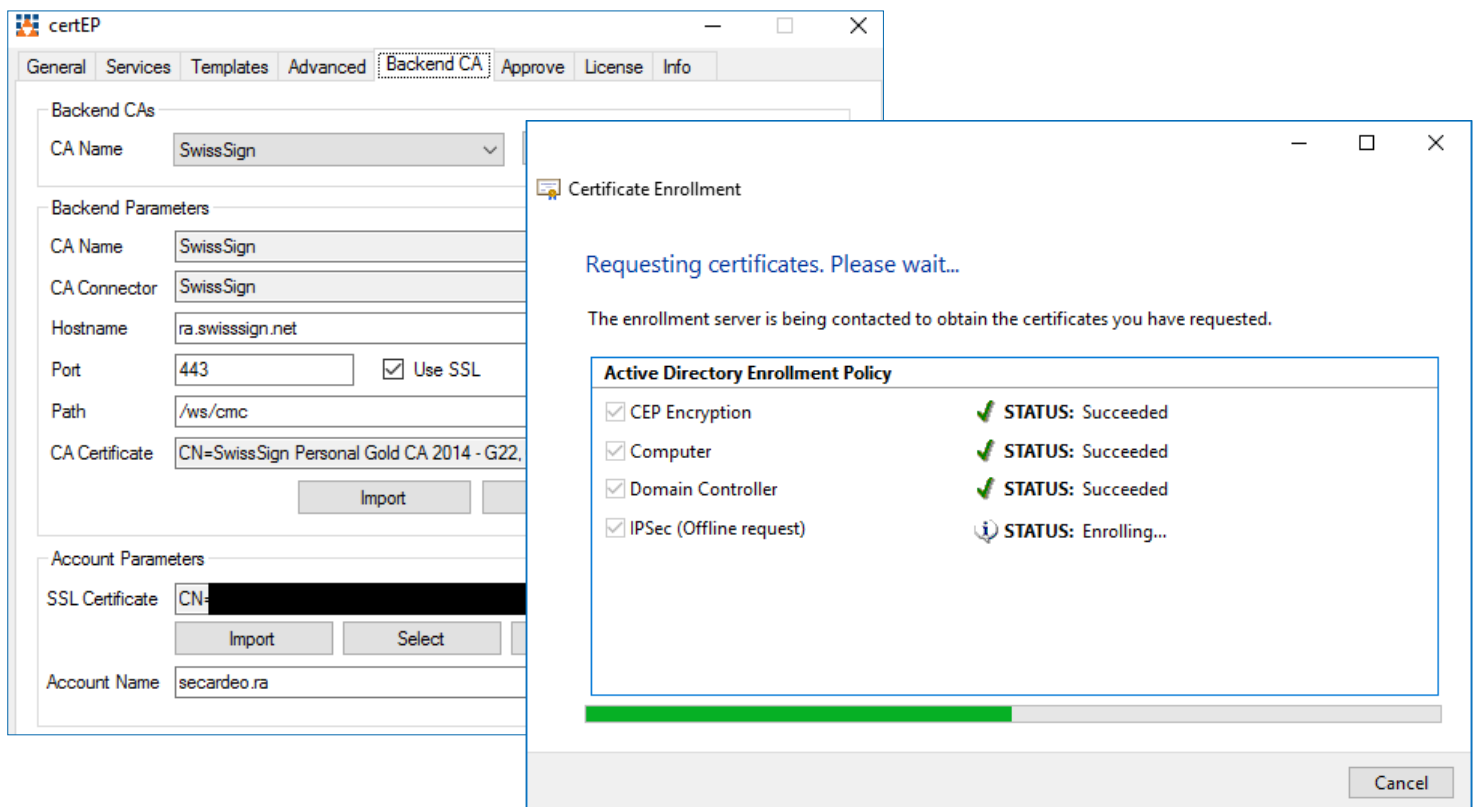 certEP
General Services Templates Advanced Backend CA Approve License Info
Backend CAs
CA Name SwissSign
Backend Parameters
CA Name SwissSign
CA Connector SwissSign
Hostname ra.swisssign.net
Port 443 Use SSL
Path /ws/cmc
CA Certificate CN=SwissSign Personal Gold CA 2014 - G22,
Import
Account Parameters
SSL Certificate CN=
Import Select
Account Name secardeo.ra
Certificate Enrollment
Requesting certificates. Please wait...
The enrollment server is being contacted to obtain the certificates you have requested.
Active Directory Enrollment Policy
CEP Encryption STATUS: Succeeded
Computer STATUS: Succeeded
Domain Controller STATUS: Succeeded
IPSec (Offline request) STATUS: Enrolling...
Cancel